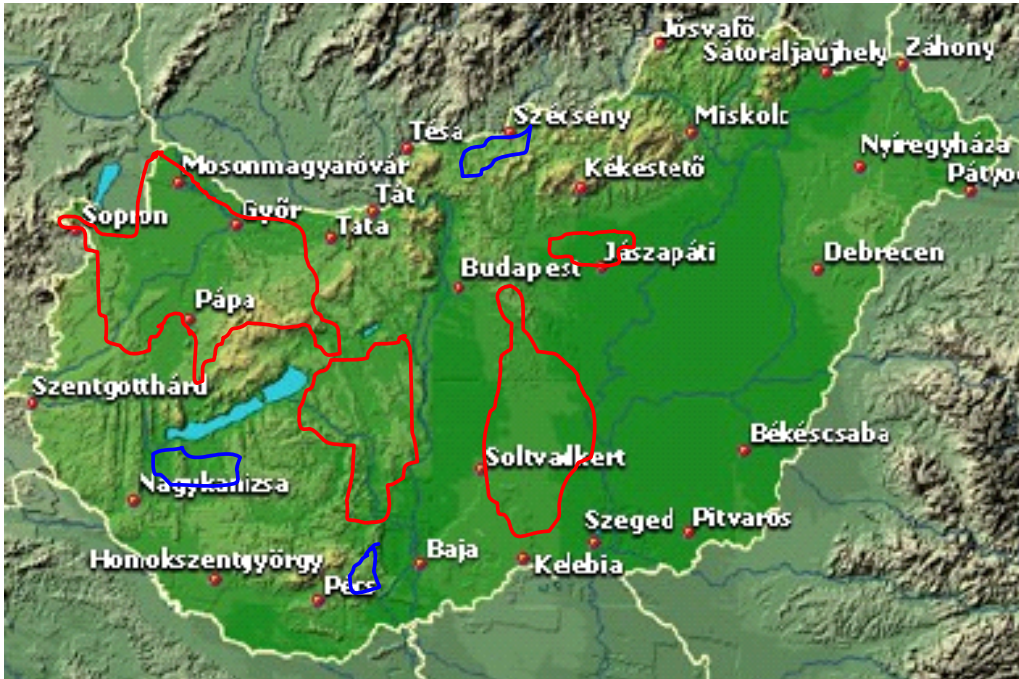 Jósvafő
Sátoraljaújhely
Záhony
Szécsény
Miskolc
Tésa
Nyíregyháza
Mosonmagyaróvár
Kékestető
Tát
Sopron
Győr
Tata
Jászapáti
Debrecen
Budapest
Pápa
Szentgotthárd
Békéscsaba
Soltvadkert
Nagykanizsa
Szeged
Pitvaros
Homokszentgyörgy
Baja
Kelebia
Pécs